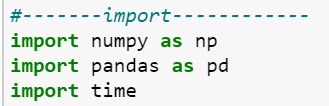 #-------import------------
import numpy as np
import pandas as pd
import time